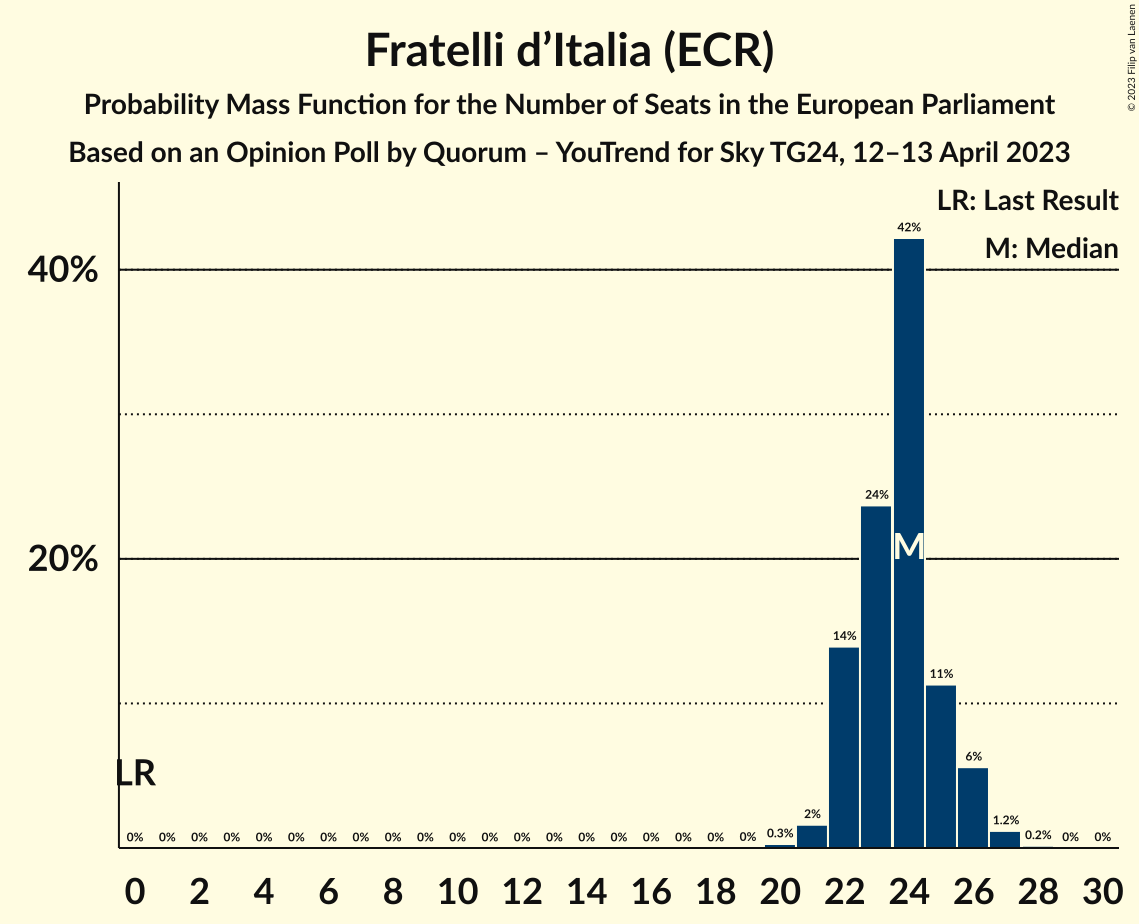 Fratelli d’Italia (ECR)
Probability Mass Function for the Number of Seats in the European Parliament
Based on an Opinion Poll by Quorum – YouTrend for Sky TG24, 12–13 April 2023
© 2023 Filip van Laenen
LR: Last Result
M: Median
40%
20%
42%
24%
M
14%
11%
6%
LR
0% 0% 0% 0% 0% 0% 0% 0% 0% 0% 0% 0% 0% 0% 0% 0% 0% 0% 0% 0% 0.3% 2% 1.2% 0.2% 0% 0%
0 2 4 6 8 10 12 14 16 18 20 22 24 26 28 30